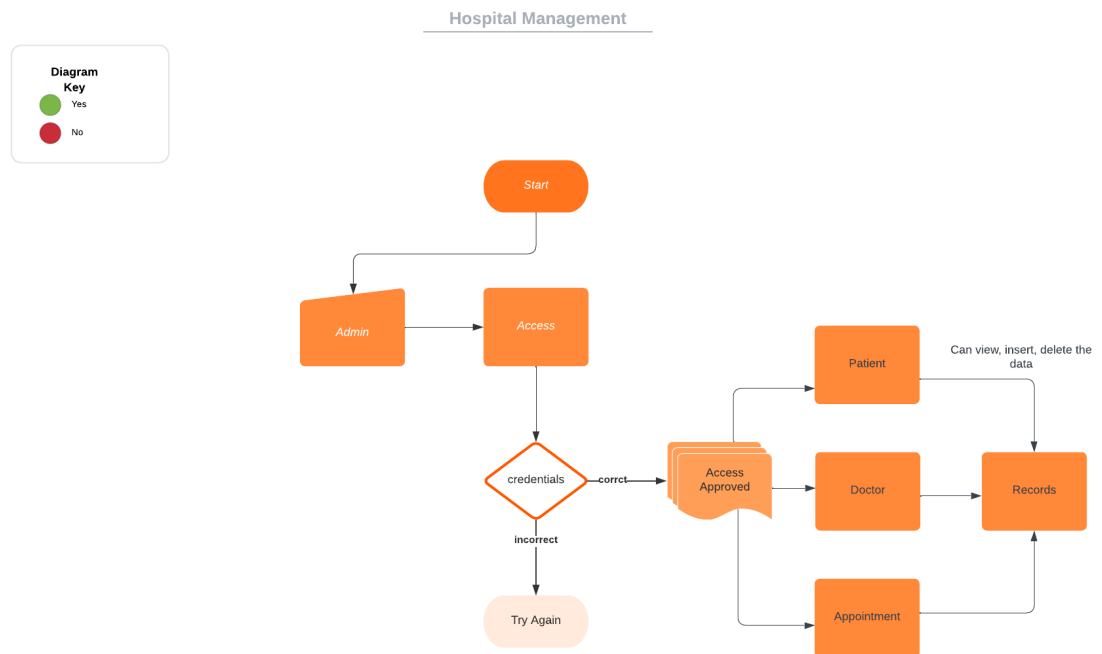 Hospital Management
Diagram
Key
Yes
No
Start
Admin
Access
Patient
Can view, insert, delete the
data
credentials
corrct
Access
Approved
Doctor
Records
incorrect
Try Again
Appointment